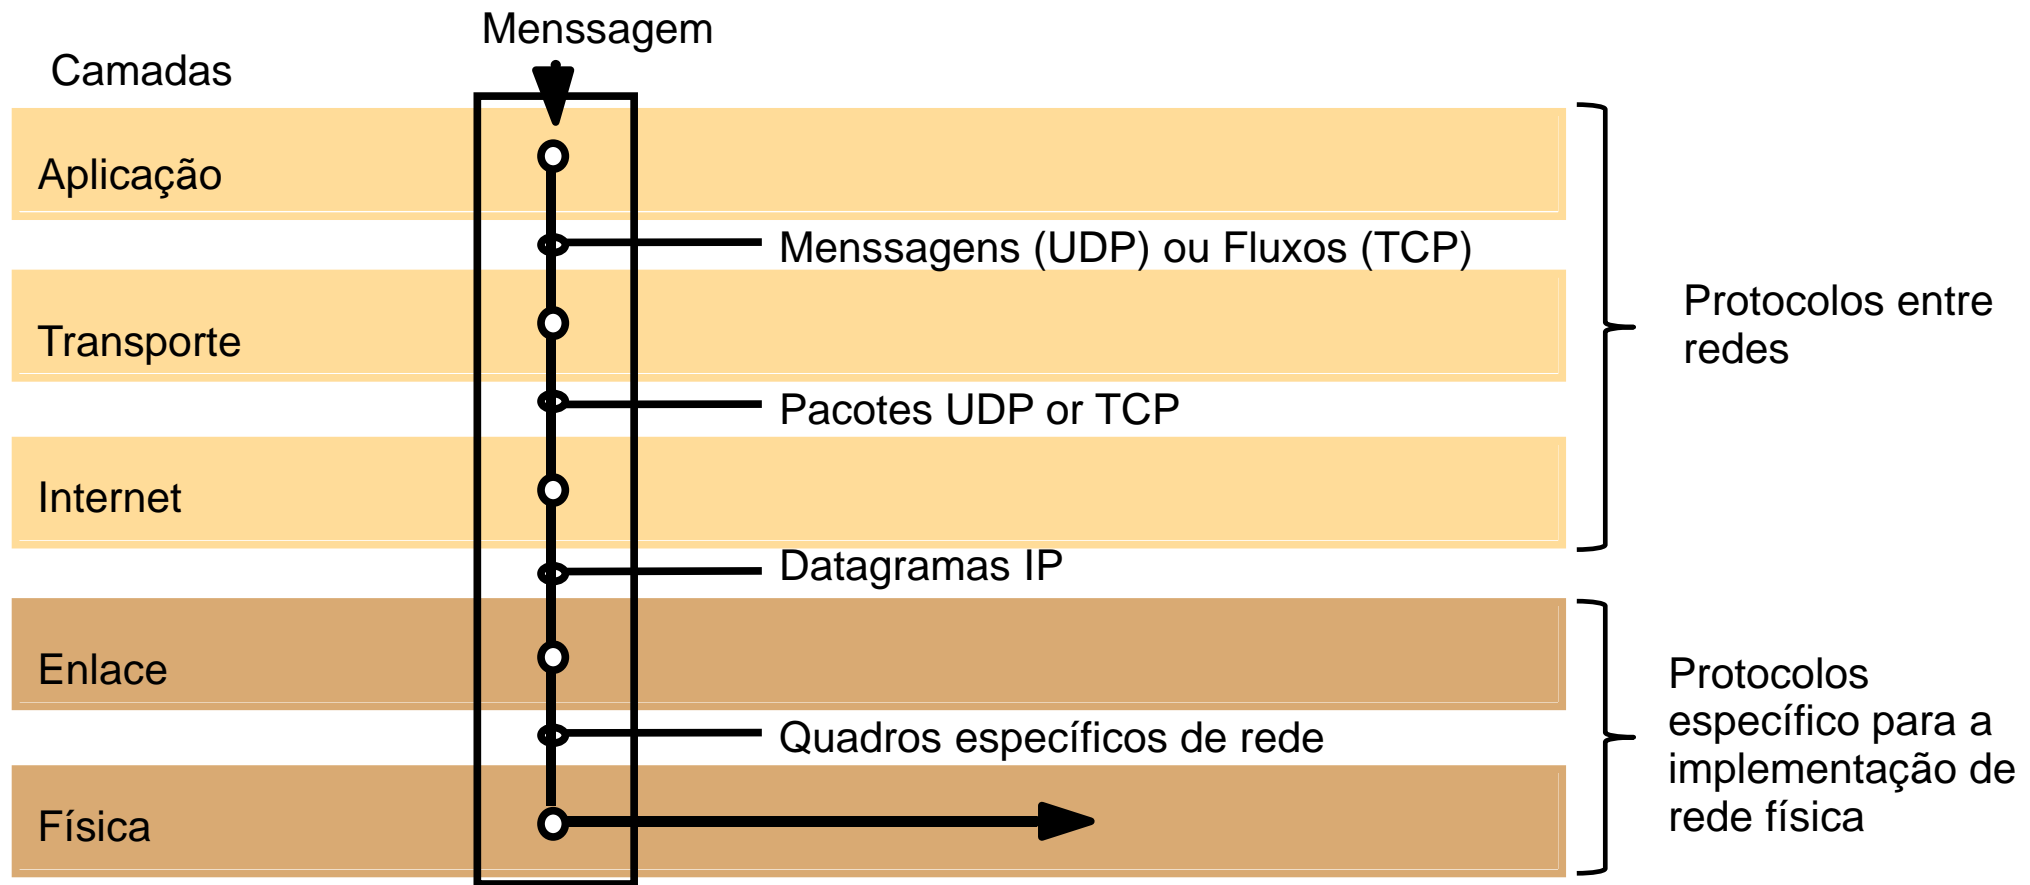 Menssagem
Camadas
Aplicação
Menssagens (UDP) ou Fluxos (TCP)
Transporte
Pacotes UDP or TCP
Internet
Datagramas IP
Enlace
Quadros específicos de rede
Física
Protocolos entre
redes
Protocolos
específico para a
implementação de
rede física